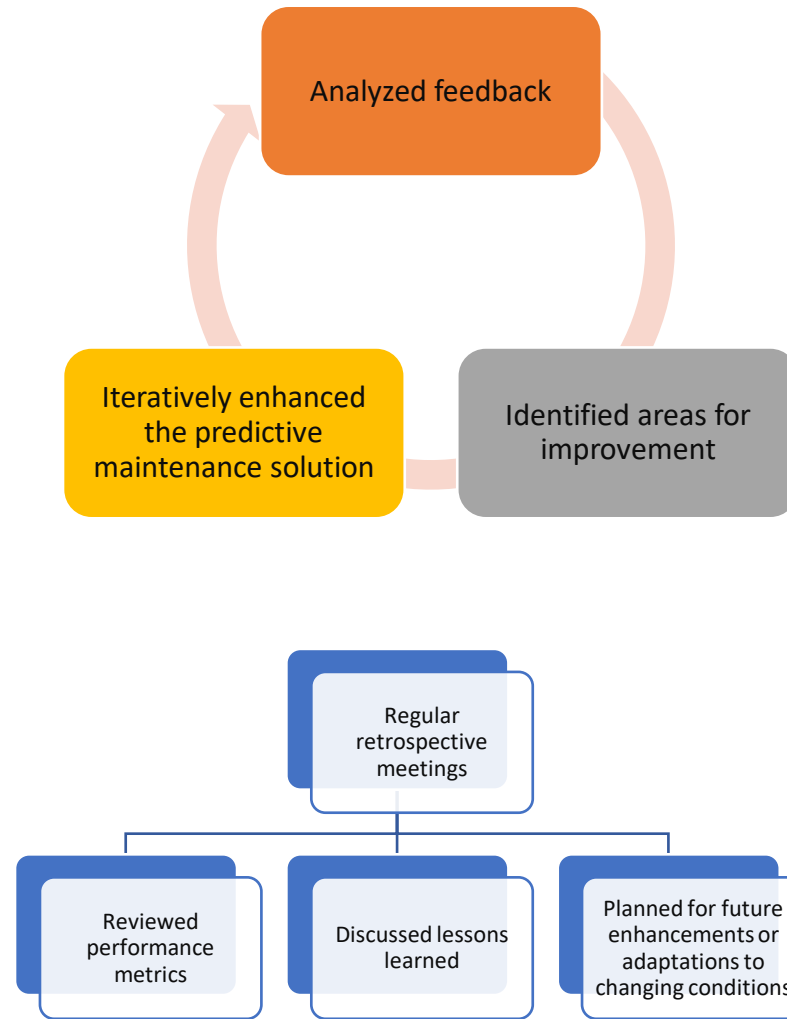 Analyzed feedback
Iteratively enhanced
the predictive
maintenance solution
Identified areas for
improvement
Regular
retrospective
meetings
Reviewed
performance
metrics
Discussed lessons
learned
Planned for future
enhancements or
adaptations to
changing conditions